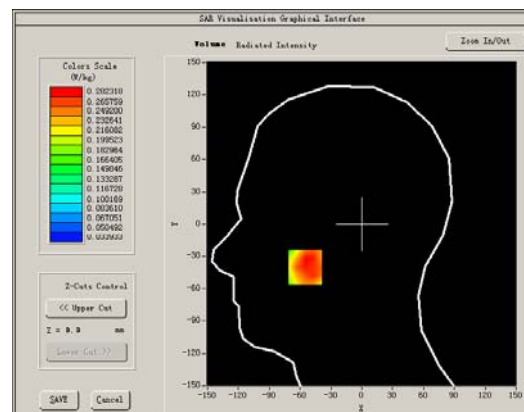 SAR Visualisation Graphical Interface
Volume Radiated Intensity
Zoom In/Out
Colors Scale
(W/kg)
0.282318
0.265759
0.249200
0.232641
0.216082
0.199523
0.182964
0.166405
0.149846
0.133287
0.116728
0.100169
0.083610
0.067051
0.050492
0.033933
150
120
90
60
30
0
-30
-60
-90
-120
-150
Y
-150 -120 -90 -60 -30 0 30 60 90 120 150
X
Z-Cuts Control
<< Upper Cut
Z = 0.0 mm
Lower Cut >>
SAVE
Cancel